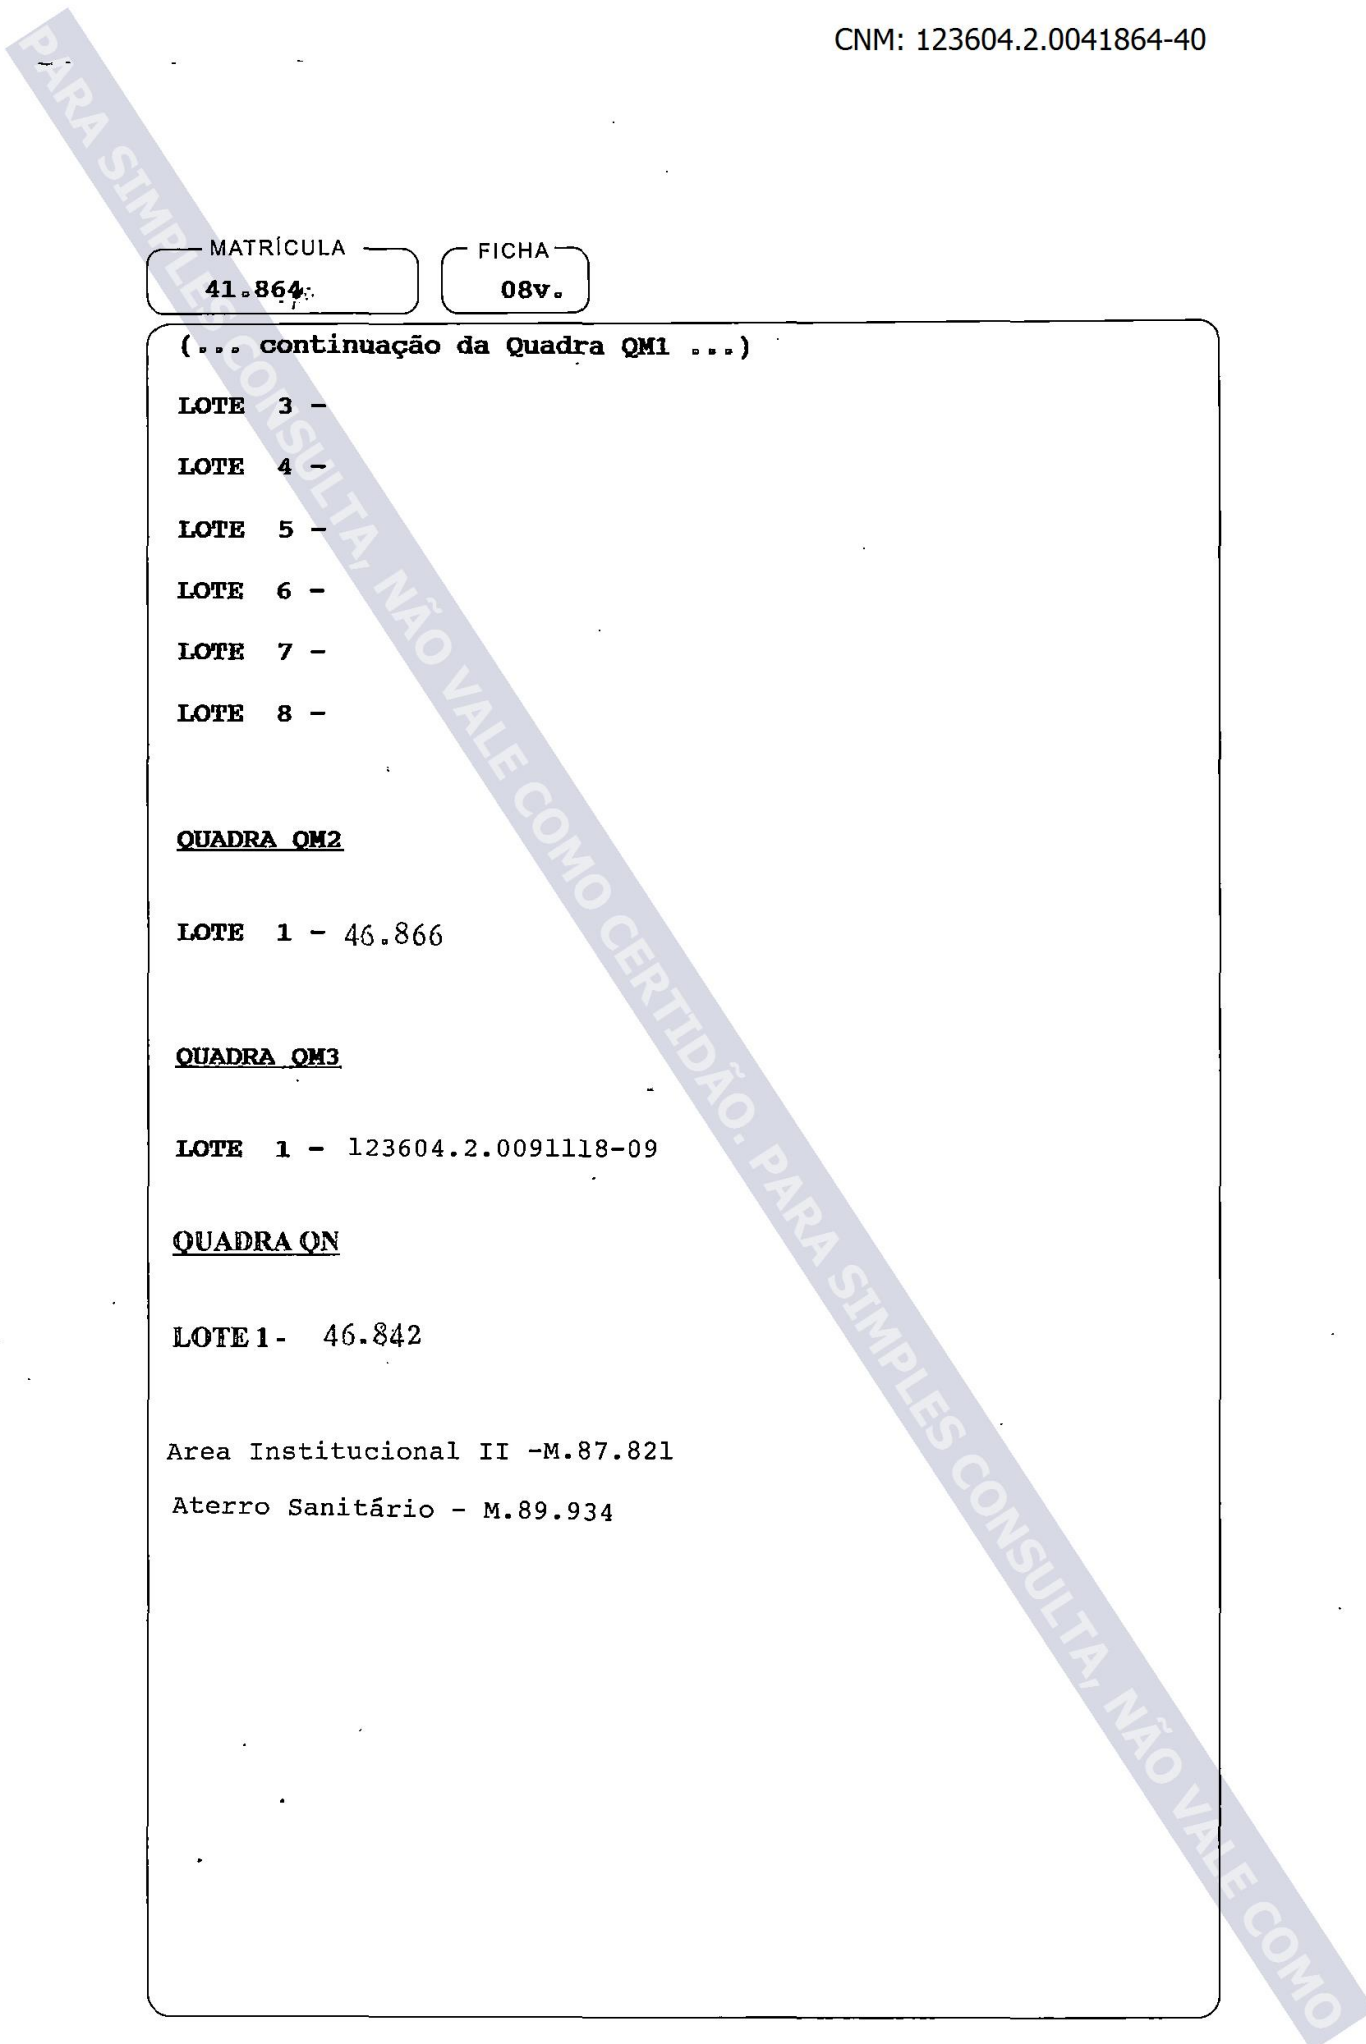 CNM: 123604.2.0041864-40
MATRÍCULA
41.864
FICHA
08v.
(... continuação da Quadra QM1 ...)
LOTE 3 -
LOTE 4 -
LOTE 5 -
LOTE 6 -
LOTE 7 -
LOTE 8 -
QUADRA QM2
LOTE 1 - 46.866
QUADRA QM3
LOTE 1 - 123604.2.0091118-09
QUADRA QN
LOTE 1 - 46.842
Area Institucional II -M.87.821
Aterro Sanitário - M.89.934
PARA SIMPLES CONSULTA, NÃO VALE COMO CERTIDÃO. PARA SIMPLES CONSULTA, NÃO VALE COMO